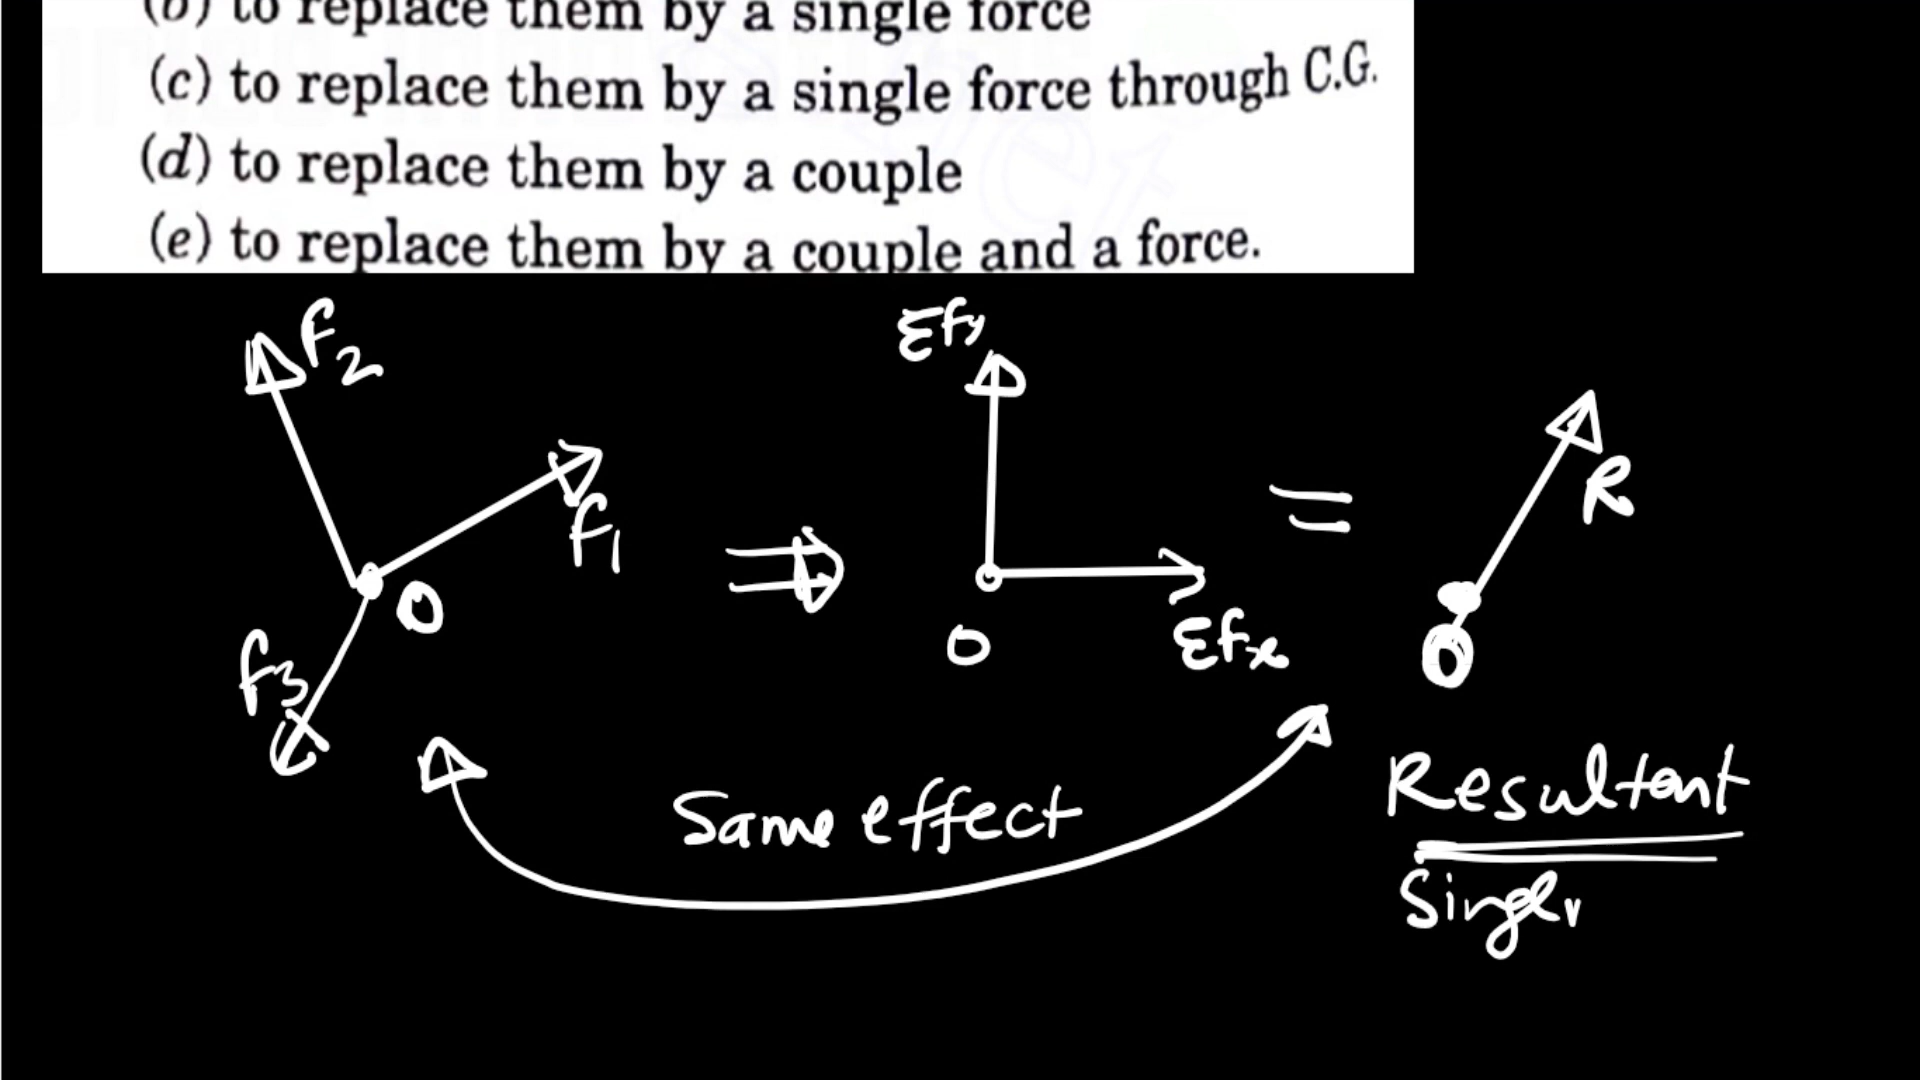 (b) to replace them by a single force
(c) to replace them by a single force through C.G.
(d) to replace them by a couple
(e) to replace them by a couple and a force.
F2
F1
O
F3
ΣFy
ΣFx
O
=
R
O
Same effect
Resultant